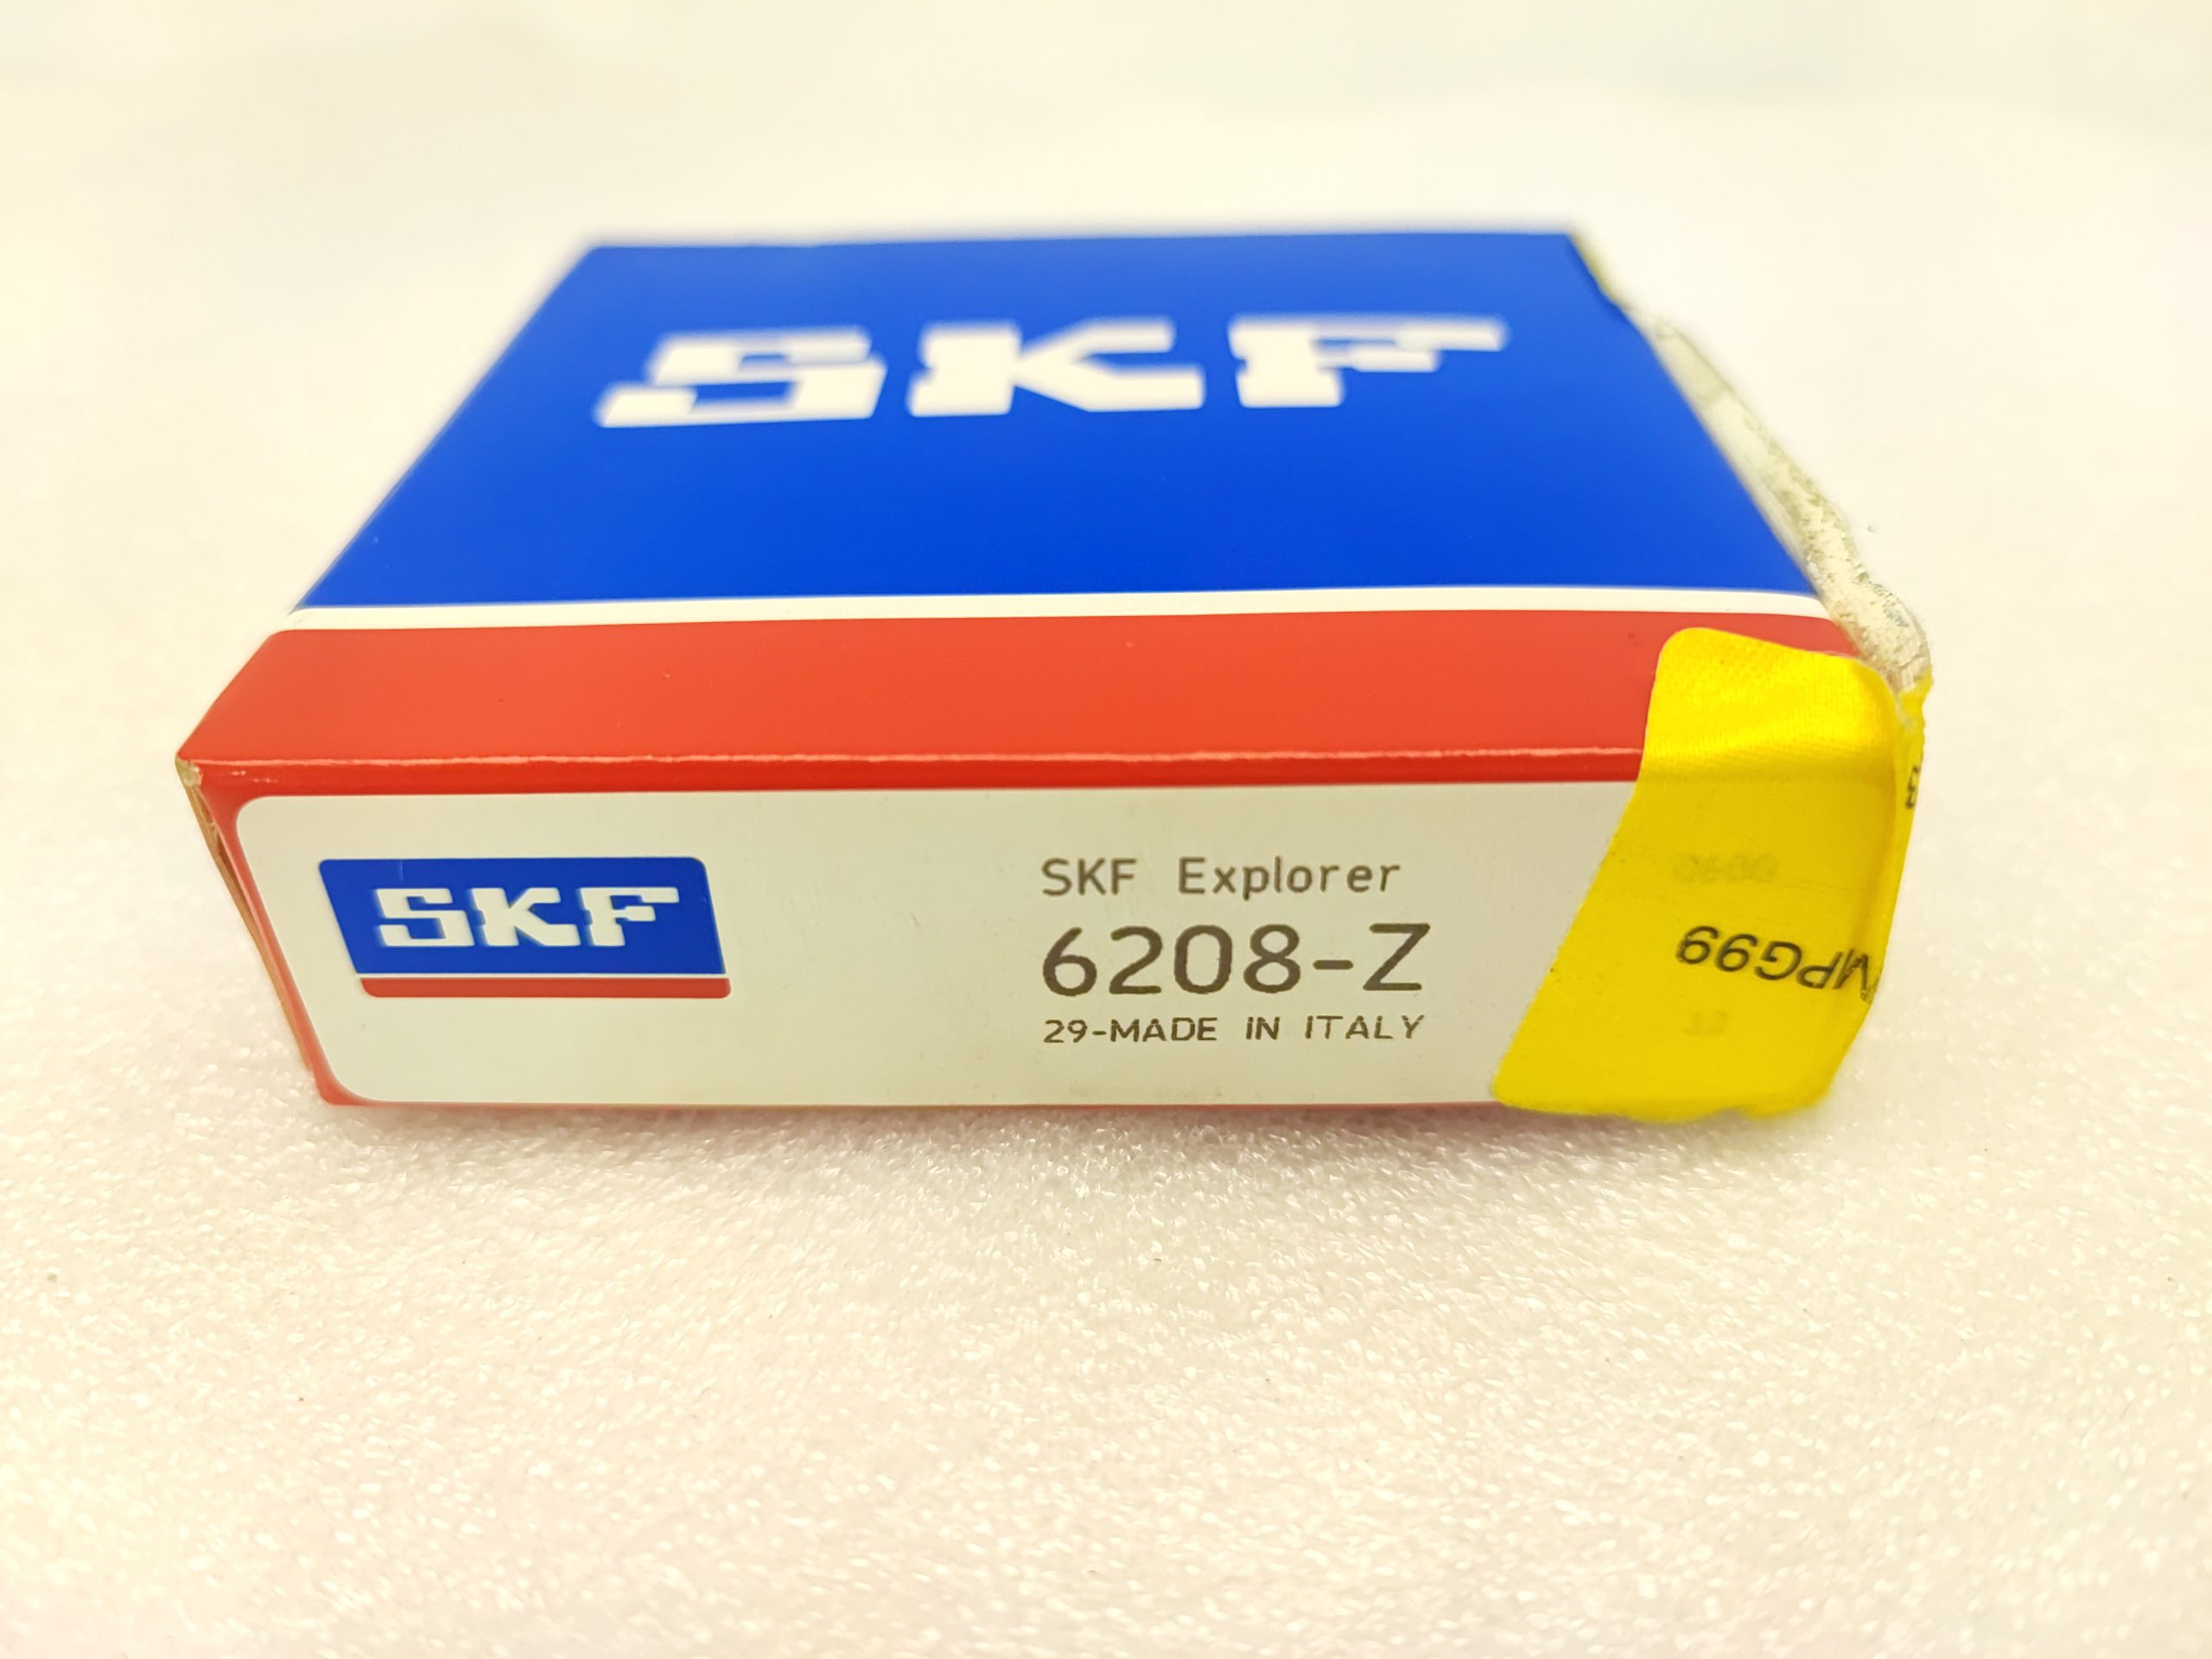 SKF
SKF
SKF Explorer
6208-Z
29-MADE IN ITALY
MPG99